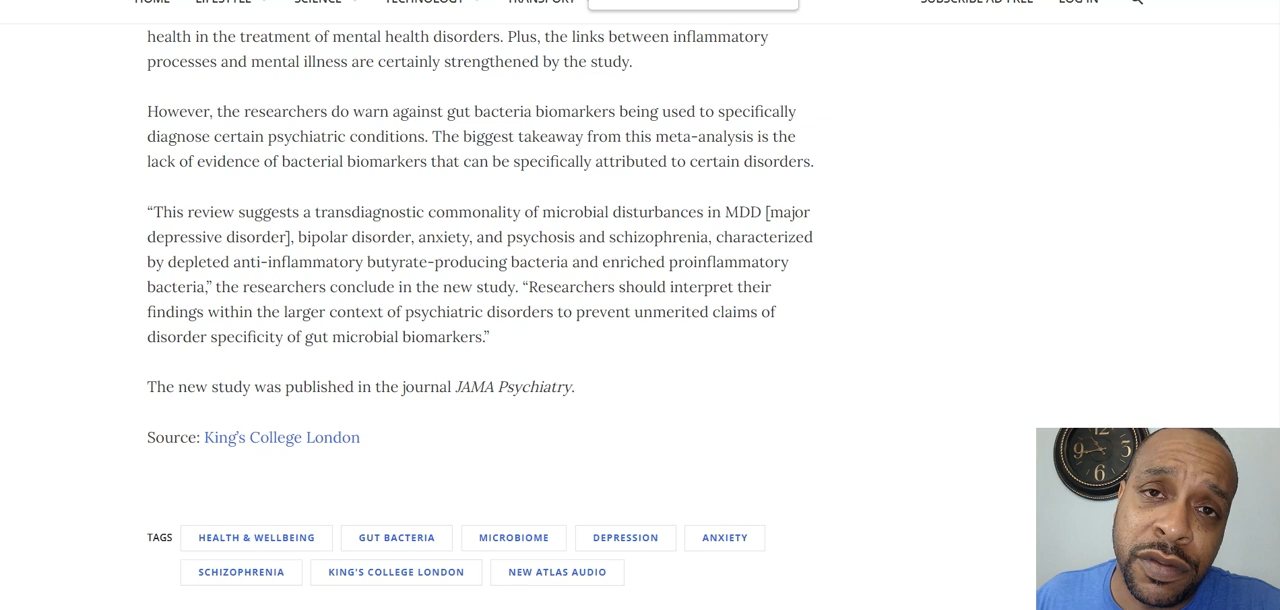 HOME LIFESTYLE SCIENCE TECHNOLOGY TRANSPORT SUBSCRIBE AD FREE LOG IN
health in the treatment of mental health disorders. Plus, the links between inflammatory
processes and mental illness are certainly strengthened by the study.
However, the researchers do warn against gut bacteria biomarkers being used to specifically
diagnose certain psychiatric conditions. The biggest takeaway from this meta-analysis is the
lack of evidence of bacterial biomarkers that can be specifically attributed to certain disorders.
“This review suggests a transdiagnostic commonality of microbial disturbances in MDD [major
depressive disorder], bipolar disorder, anxiety, and psychosis and schizophrenia, characterized
by depleted anti-inflammatory butyrate-producing bacteria and enriched proinflammatory
bacteria,” the researchers conclude in the new study. “Researchers should interpret their
findings within the larger context of psychiatric disorders to prevent unmerited claims of
disorder specificity of gut microbial biomarkers.”
The new study was published in the journal JAMA Psychiatry.
Source: King’s College London
TAGS HEALTH & WELLBEING GUT BACTERIA MICROBIOME DEPRESSION ANXIETY
SCHIZOPHRENIA KING'S COLLEGE LONDON NEW ATLAS AUDIO
12
9 3
6